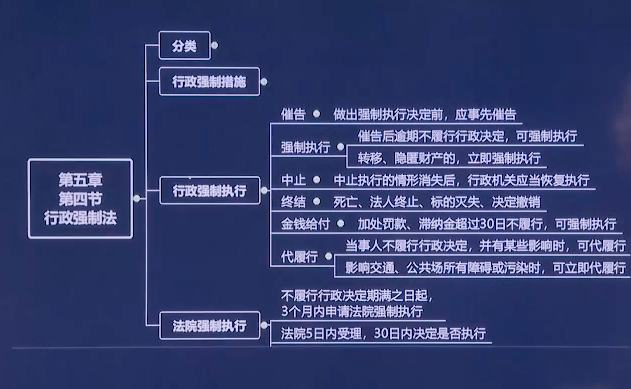 分类
行政强制措施
催告
做出强制执行决定前，应事先催告
强制执行
催告后逾期不履行行政决定，可强制执行
转移、隐匿财产的，立即强制执行
第五章
第四节
行政强制法
行政强制执行
中止
中止执行的情形消失后，行政机关应当恢复执行
终结
死亡、法人终止、标的灭失、决定撤销
金钱给付
加处罚款、滞纳金超过30日不履行，可强制执行
代履行
当事人不履行行政决定，并有某些影响时，可代履行
影响交通、公共场所有障碍或污染时，可立即代履行
法院强制执行
不履行行政决定期满之日起，
3个月内申请法院强制执行
法院5日内受理，30日内决定是否执行